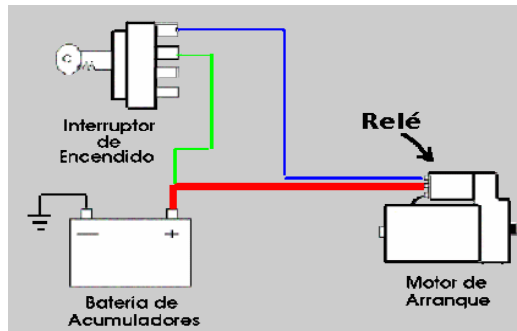 Interruptor
de
Encendido
Relé
Batería de
Acumuladores
Motor de
Arranque